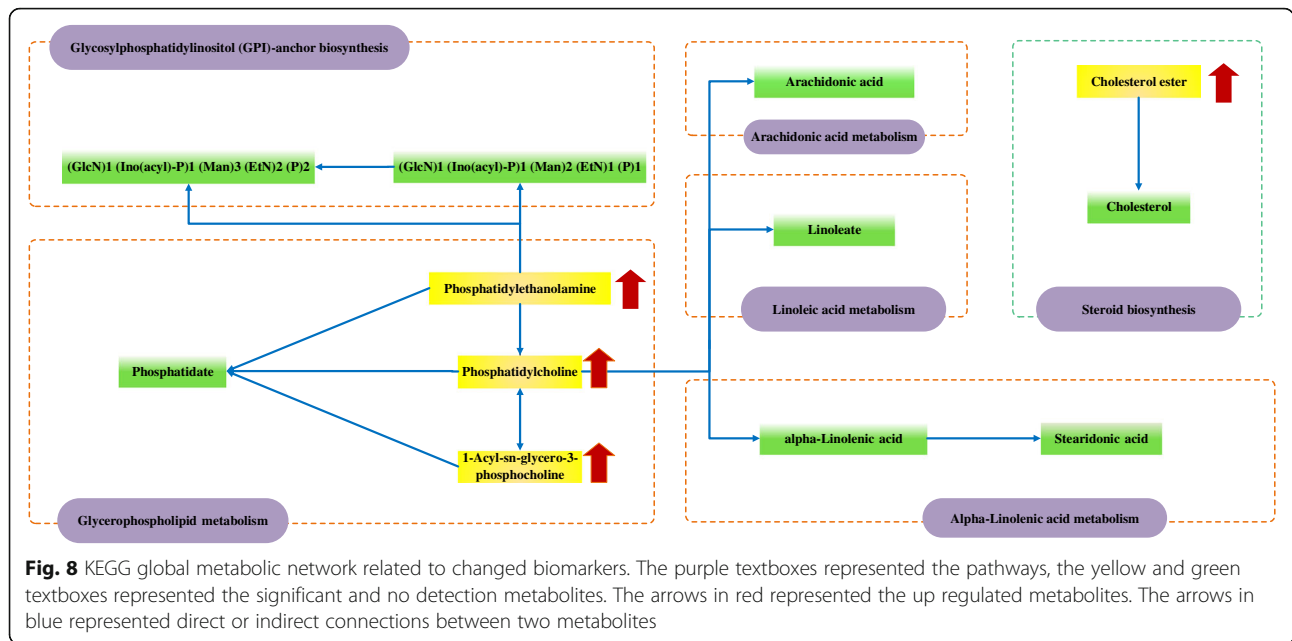 Glycosylphosphatidylinositol (GPI)-anchor biosynthesis
(GlcN)1 (Ino(acyl)-P)1 (Man)3 (EtN)2 (P)2
(GlcN)1 (Ino(acyl)-P)1 (Man)2 (EtN)1 (P)1
Phosphatidylethanolamine
Phosphatidate
Phosphatidylcholine
1-Acyl-sn-glycero-3-
phosphocholine
Glycerophospholipid metabolism
Arachidonic acid
Arachidonic acid metabolism
Linoleate
Linoleic acid metabolism
Cholesterol ester
Cholesterol
Steroid biosynthesis
alpha-Linolenic acid
Stearidonic acid
Alpha-Linolenic acid metabolism
Fig. 8 KEGG global metabolic network related to changed biomarkers. The purple textboxes represented the pathways, the yellow and green
textboxes represented the significant and no detection metabolites. The arrows in red represented the up regulated metabolites. The arrows in
blue represented direct or indirect connections between two metabolites